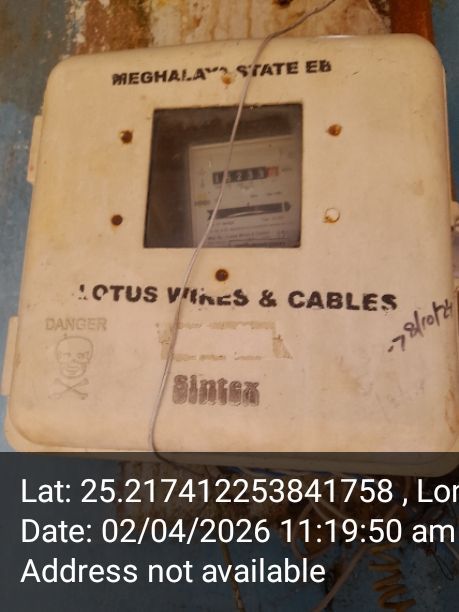 MEGHALAYA STATE EB
LOTUS WIRES & CABLES
DANGER
Sintex
Lat: 25.217412253841758 , Lon
Date: 02/04/2026 11:19:50 am
Address not available